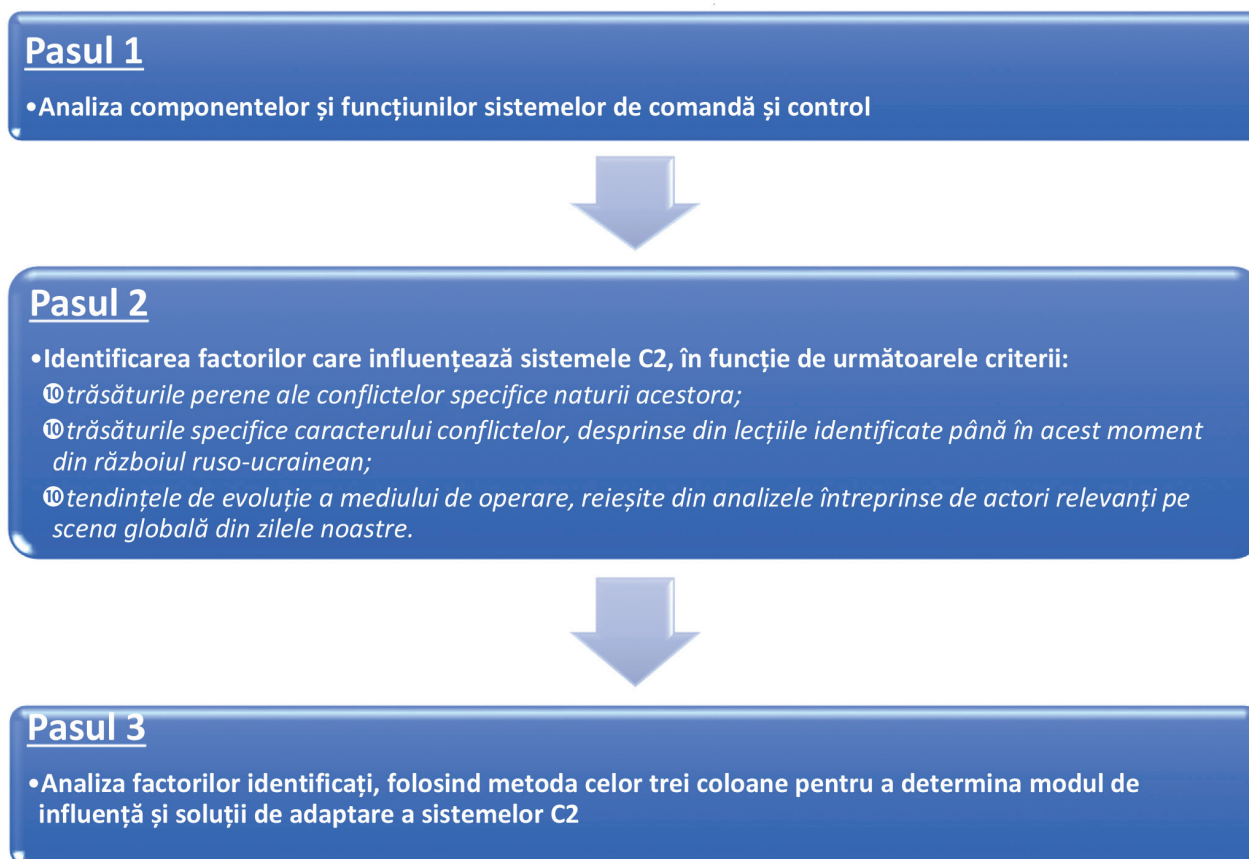 Pasul 1
•Analiza componentelor și funcțiunilor sistemelor de comandă și control
Pasul 2
•Identificarea factorilor care influențează sistemele C2, în funcție de următoarele criterii:
❿trăsăturile perene ale conflictelor specifice naturii acestora;
❿trăsăturile specifice caracterului conflictelor, desprinse din lecțiile identificate până în acest moment
din războiul ruso-ucrainean;
❿tendințele de evoluție a mediului de operare, reieșite din analizele întreprinse de actori relevanți pe
scena globală din zilele noastre.
Pasul 3
•Analiza factorilor identificați, folosind metoda celor trei coloane pentru a determina modul de
influență și soluții de adaptare a sistemelor C2